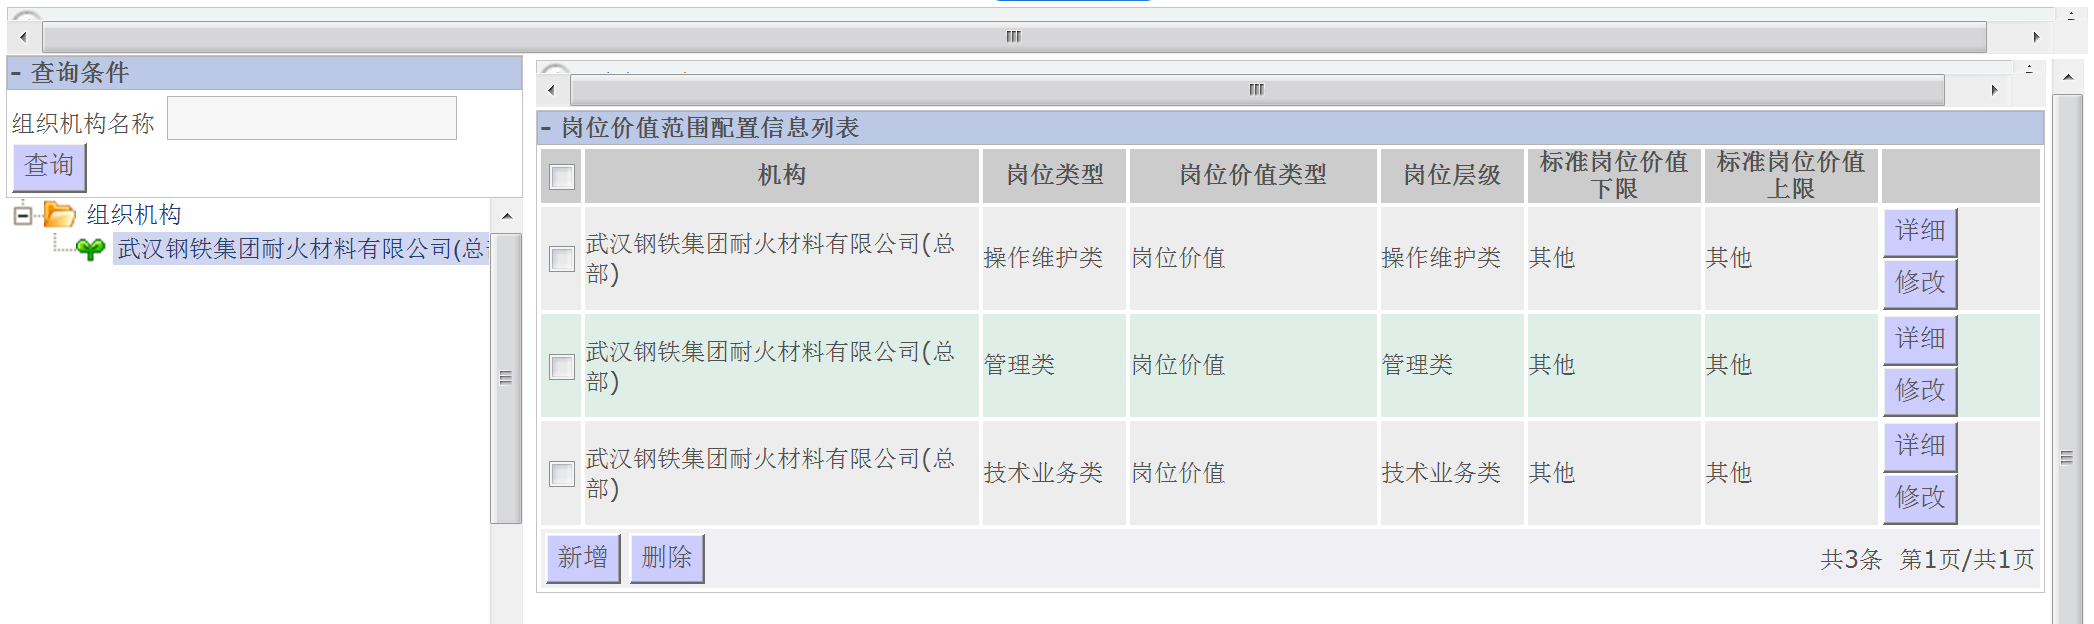 - 查询条件
组织机构名称
查询
组织机构
武汉钢铁集团耐火材料有限公司(总
- 岗位价值范围配置信息列表
机构 岗位类型 岗位价值类型 岗位层级 标准岗位价值下限 标准岗位价值上限
武汉钢铁集团耐火材料有限公司(总
部)
操作维护类 岗位价值 操作维护类 其他 其他
详细
修改
武汉钢铁集团耐火材料有限公司(总
部)
管理类 岗位价值 管理类 其他 其他
详细
修改
武汉钢铁集团耐火材料有限公司(总
部)
技术业务类 岗位价值 技术业务类 其他 其他
详细
修改
新增 删除 共3条 第1页/共1页